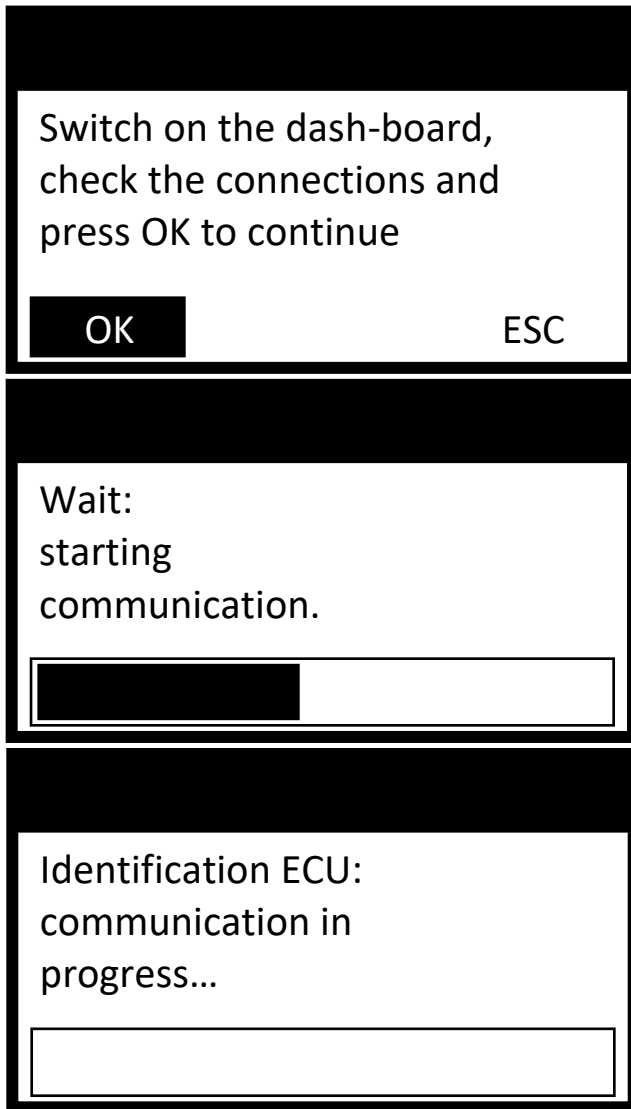 Switch on the dash-board,
check the connections and
press OK to continue
OK ESC
Wait:
starting
communication.
Identification ECU:
communication in
progress…